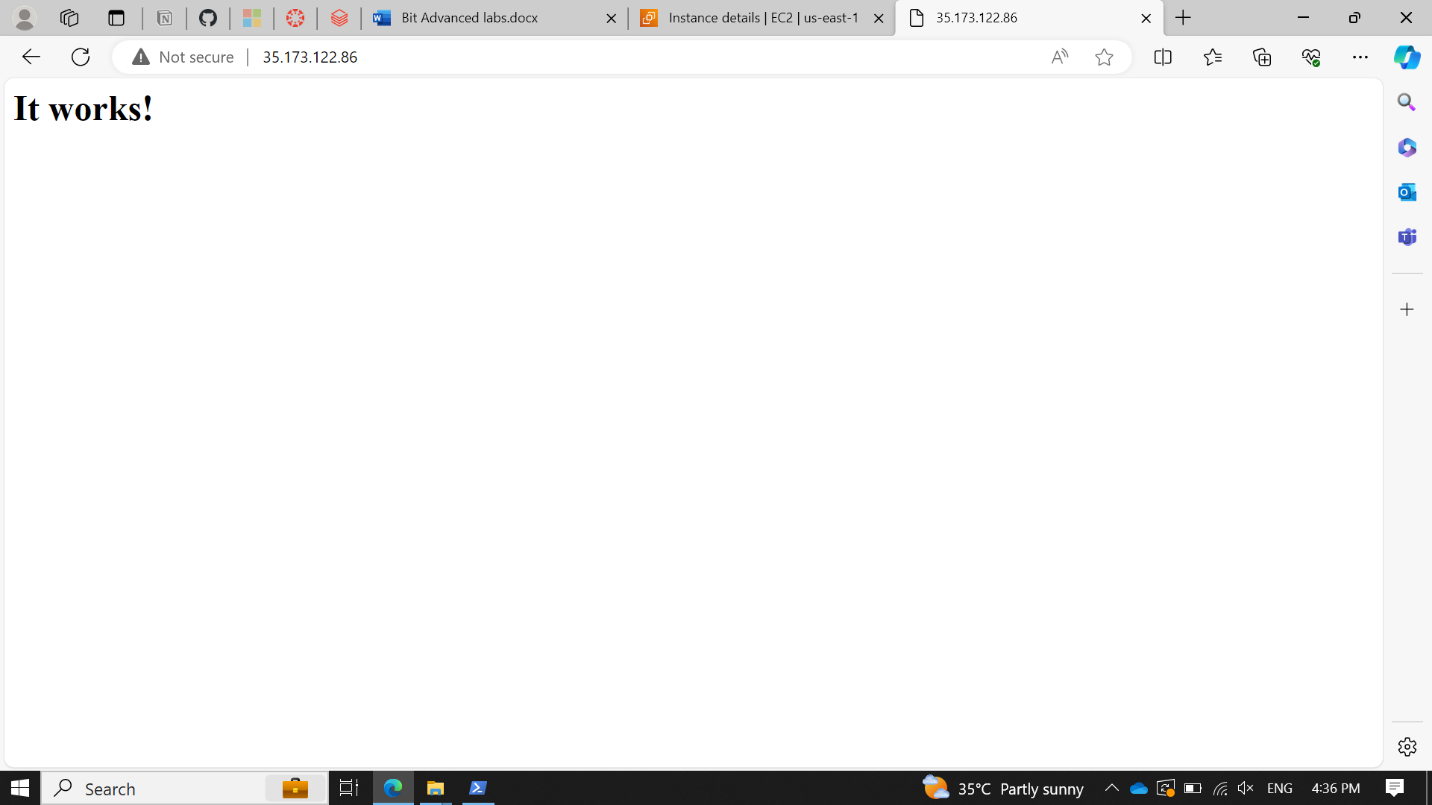 Bit Advanced labs.docx
Instance details | EC2 | us-east-1
35.173.122.86
Not secure
35.173.122.86
It works!
Search
35°C Partly sunny
ENG
4:36 PM